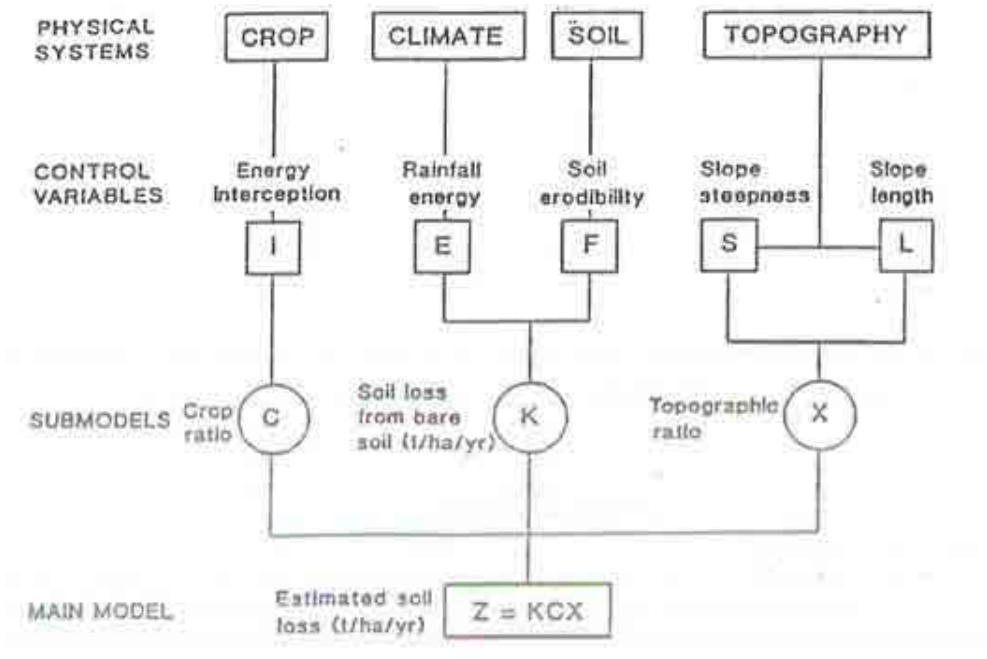 PHYSICAL
SYSTEMS
CROP
CLIMATE
SOIL
TOPOGRAPHY
CONTROL
VARIABLES
Energy
Interception
Rainfall
energy
Soil
erodibility
Slope
steepness
Slope
length
I
E
F
S
L
SUBMODELS
Crop
ratio
C
Soil loss
from bare
soil (t/ha/yr)
K
Topographic
ratio
X
MAIN MODEL
Estimated soil
loss (t/ha/yr)
Z = KCX